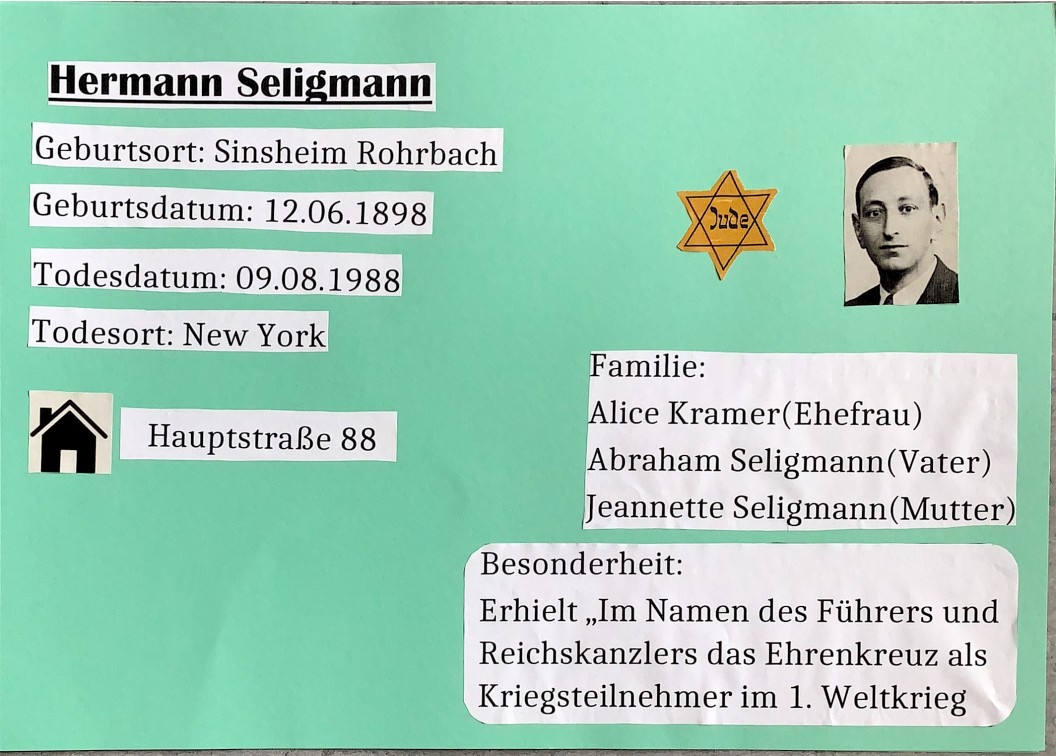 Hermann Seligmann
Geburtsort: Sinsheim Rohrbach
Geburtsdatum: 12.06.1898
Todesdatum: 09.08.1988
Todesort: New York
Hauptstraße 88
Jude
Familie:
Alice Kramer(Ehefrau)
Abraham Seligmann(Vater)
Jeannette Seligmann(Mutter)
Besonderheit:
Erhielt „Im Namen des Führers und
Reichskanzlers das Ehrenkreuz als
Kriegsteilnehmer im 1. Weltkrieg